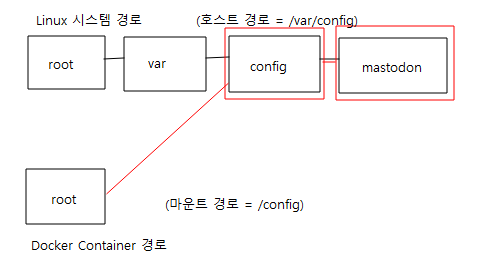 Linux 시스템 경로
(호스트 경로 = /var/config)
root
var
config
mastodon
root
(마운트 경로 = /config)
Docker Container 경로